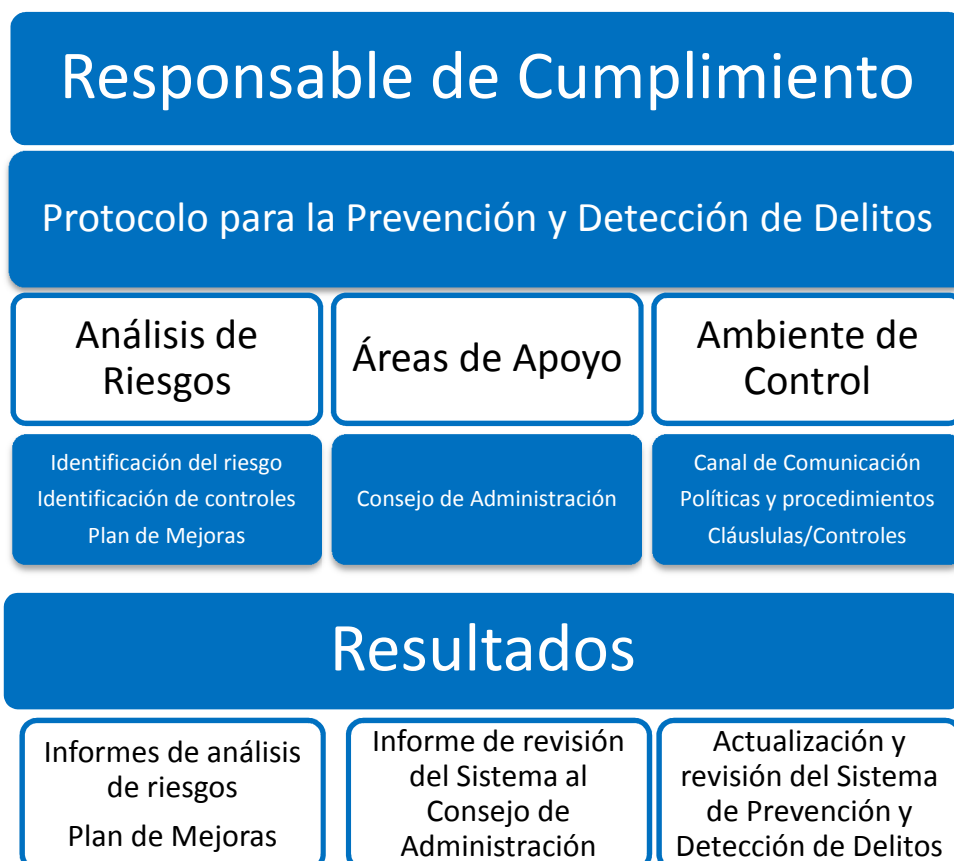 Responsable de Cumplimiento
Protocolo para la Prevención y Detección de Delitos
Análisis de
Riesgos
Áreas de Apoyo
Ambiente de
Control
Identificación del riesgo
Identificación de controles
Plan de Mejoras
Consejo de Administración
Canal de Comunicación
Políticas y procedimientos
Cláuslulas/Controles
Resultados
Informes de análisis
de riesgos
Plan de Mejoras
Informe de revisión
del Sistema al
Consejo de
Administración
Actualización y
revisión del Sistema
de Prevención y
Detección de Delitos